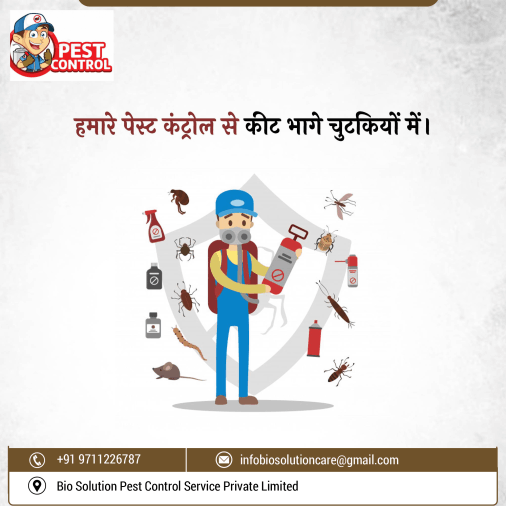 PEST
CONTROL
हमारे पेस्ट कंट्रोल से कीट भागे चुटकियों में।
+91 9711226787
infobiosolutioncare@gmail.com
Bio Solution Pest Control Service Private Limited